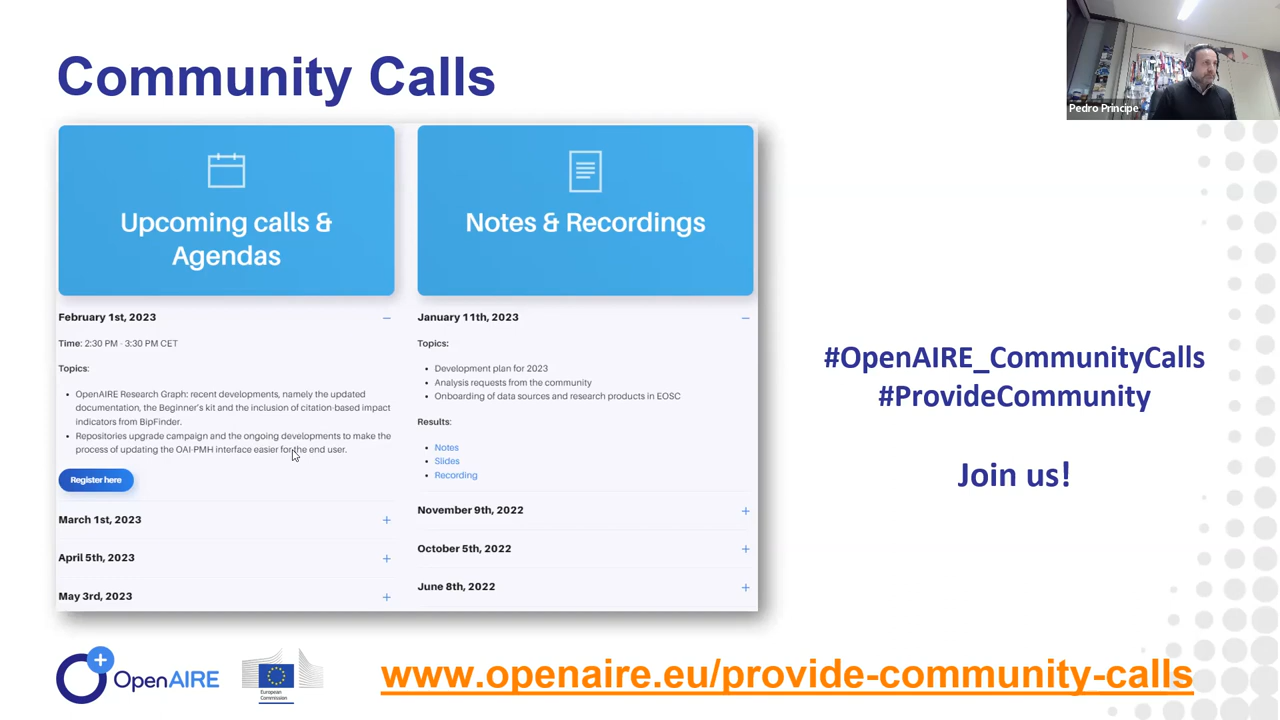 Community Calls
Pedro Príncipe
Upcoming calls &
Agendas
February 1st, 2023
Time: 2:30 PM - 3:30 PM CET
Topics:
OpenAIRE Research Graph: recent developments, namely the updated
documentation, the Beginner's kit and the inclusion of citation-based impact
indicators from BipFinder.
Repositories upgrade campaign and the ongoing developments to make the
process of updating the OAI-PMH interface easier for the end user.
Register here
March 1st, 2023
April 5th, 2023
May 3rd, 2023
Notes & Recordings
January 11th, 2023
Topics:
Development plan for 2023
Analysis requests from the community
Onboarding of data sources and research products in EOSC
Results:
Notes
Slides
Recording
November 9th, 2022
October 5th, 2022
June 8th, 2022
#OpenAIRE_CommunityCalls
#ProvideCommunity
Join us!
OpenAIRE
European
Commission
www.openaire.eu/provide-community-calls